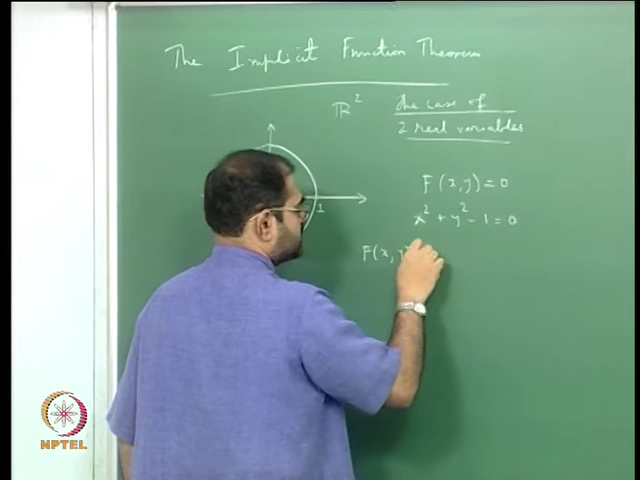 The Implicit Function Theorem
ℝ² the case of
2 real variables
F(x,y)=0
x²+y²-1=0
1
F(x,y)
NPTEL